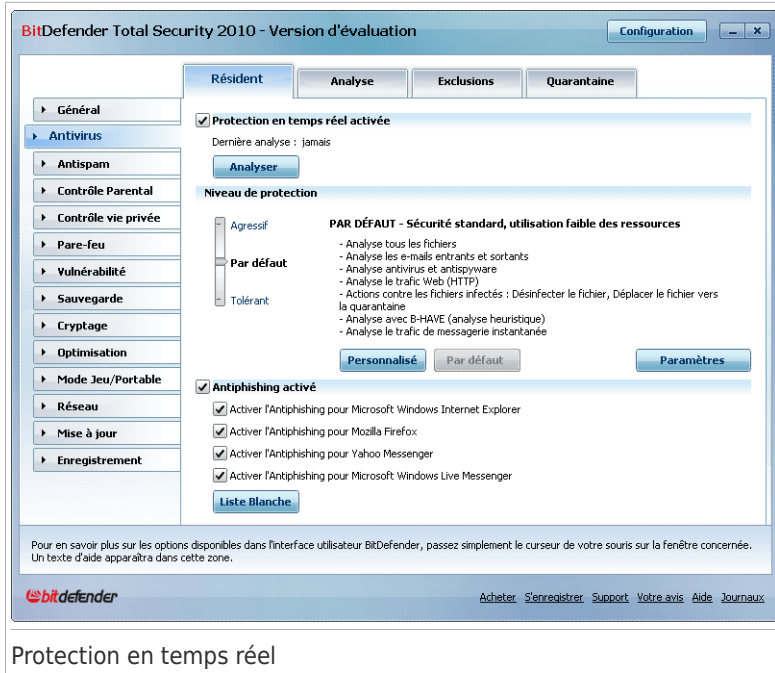 BitDefender Total Security 2010 - Version d'évaluation
Configuration
Résident
Analyse
Exclusions
Quarantaine
Général
Antivirus
Antispam
Contrôle Parental
Contrôle vie privée
Pare-feu
Vulnérabilité
Sauvegarde
Cryptage
Optimisation
Mode Jeu/Portable
Réseau
Mise à jour
Enregistrement
Protection en temps réel activée
Dernière analyse : jamais
Analyser
Niveau de protection
Agressif
Par défaut
Tolérant
PAR DÉFAUT - Sécurité standard, utilisation faible des ressources
- Analyse tous les fichiers
- Analyse les e-mails entrants et sortants
- Analyse antivirus et antispyware
- Analyse le trafic Web (HTTP)
- Actions contre les fichiers infectés : Désinfecter le fichier, Déplacer le fichier vers
la quarantaine
- Analyse avec B-HAVE (analyse heuristique)
- Analyse le trafic de messagerie instantanée
Personnalisé
Par défaut
Paramètres
Antiphishing activé
Activer l'Antiphishing pour Microsoft Windows Internet Explorer
Activer l'Antiphishing pour Mozilla Firefox
Activer l'Antiphishing pour Yahoo Messenger
Activer l'Antiphishing pour Microsoft Windows Live Messenger
Liste Blanche
Pour en savoir plus sur les options disponibles dans l'interface utilisateur BitDefender, passez simplement le curseur de votre souris sur la fenêtre concernée.
Un texte d'aide apparaîtra dans cette zone.
bitdefender
Acheter S'enregistrer Support Votre avis Aide Journaux
Protection en temps réel